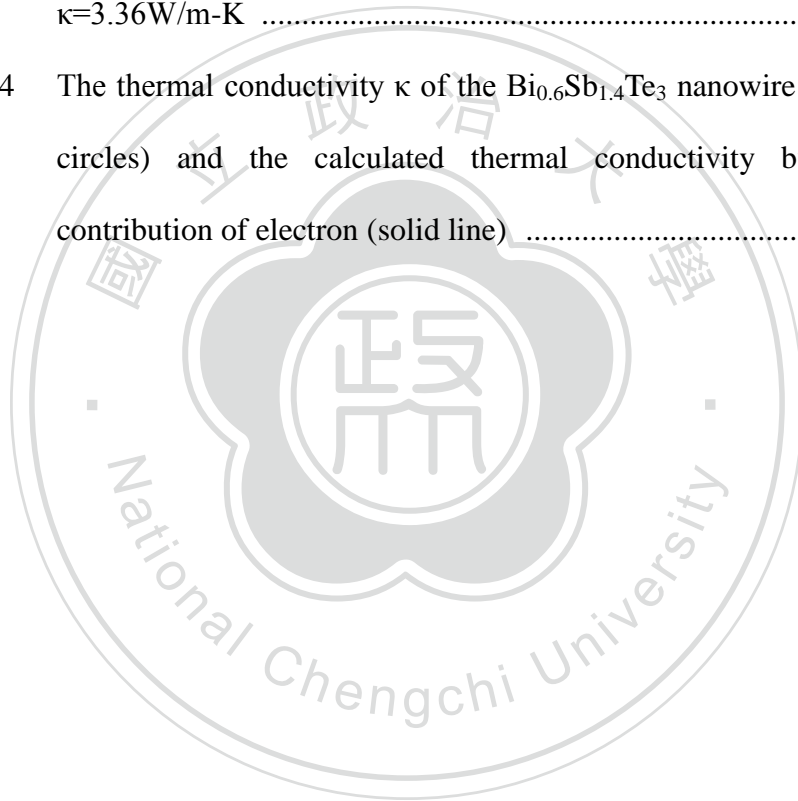 κ=3.36W/m-K ....................................................................
4 The thermal conductivity κ of the Bi₀.₆Sb₁.₄Te₃ nanowire
circles) and the calculated thermal conductivity b
contribution of electron (solid line) ..................................
國立政治大學
政
National Chengchi University